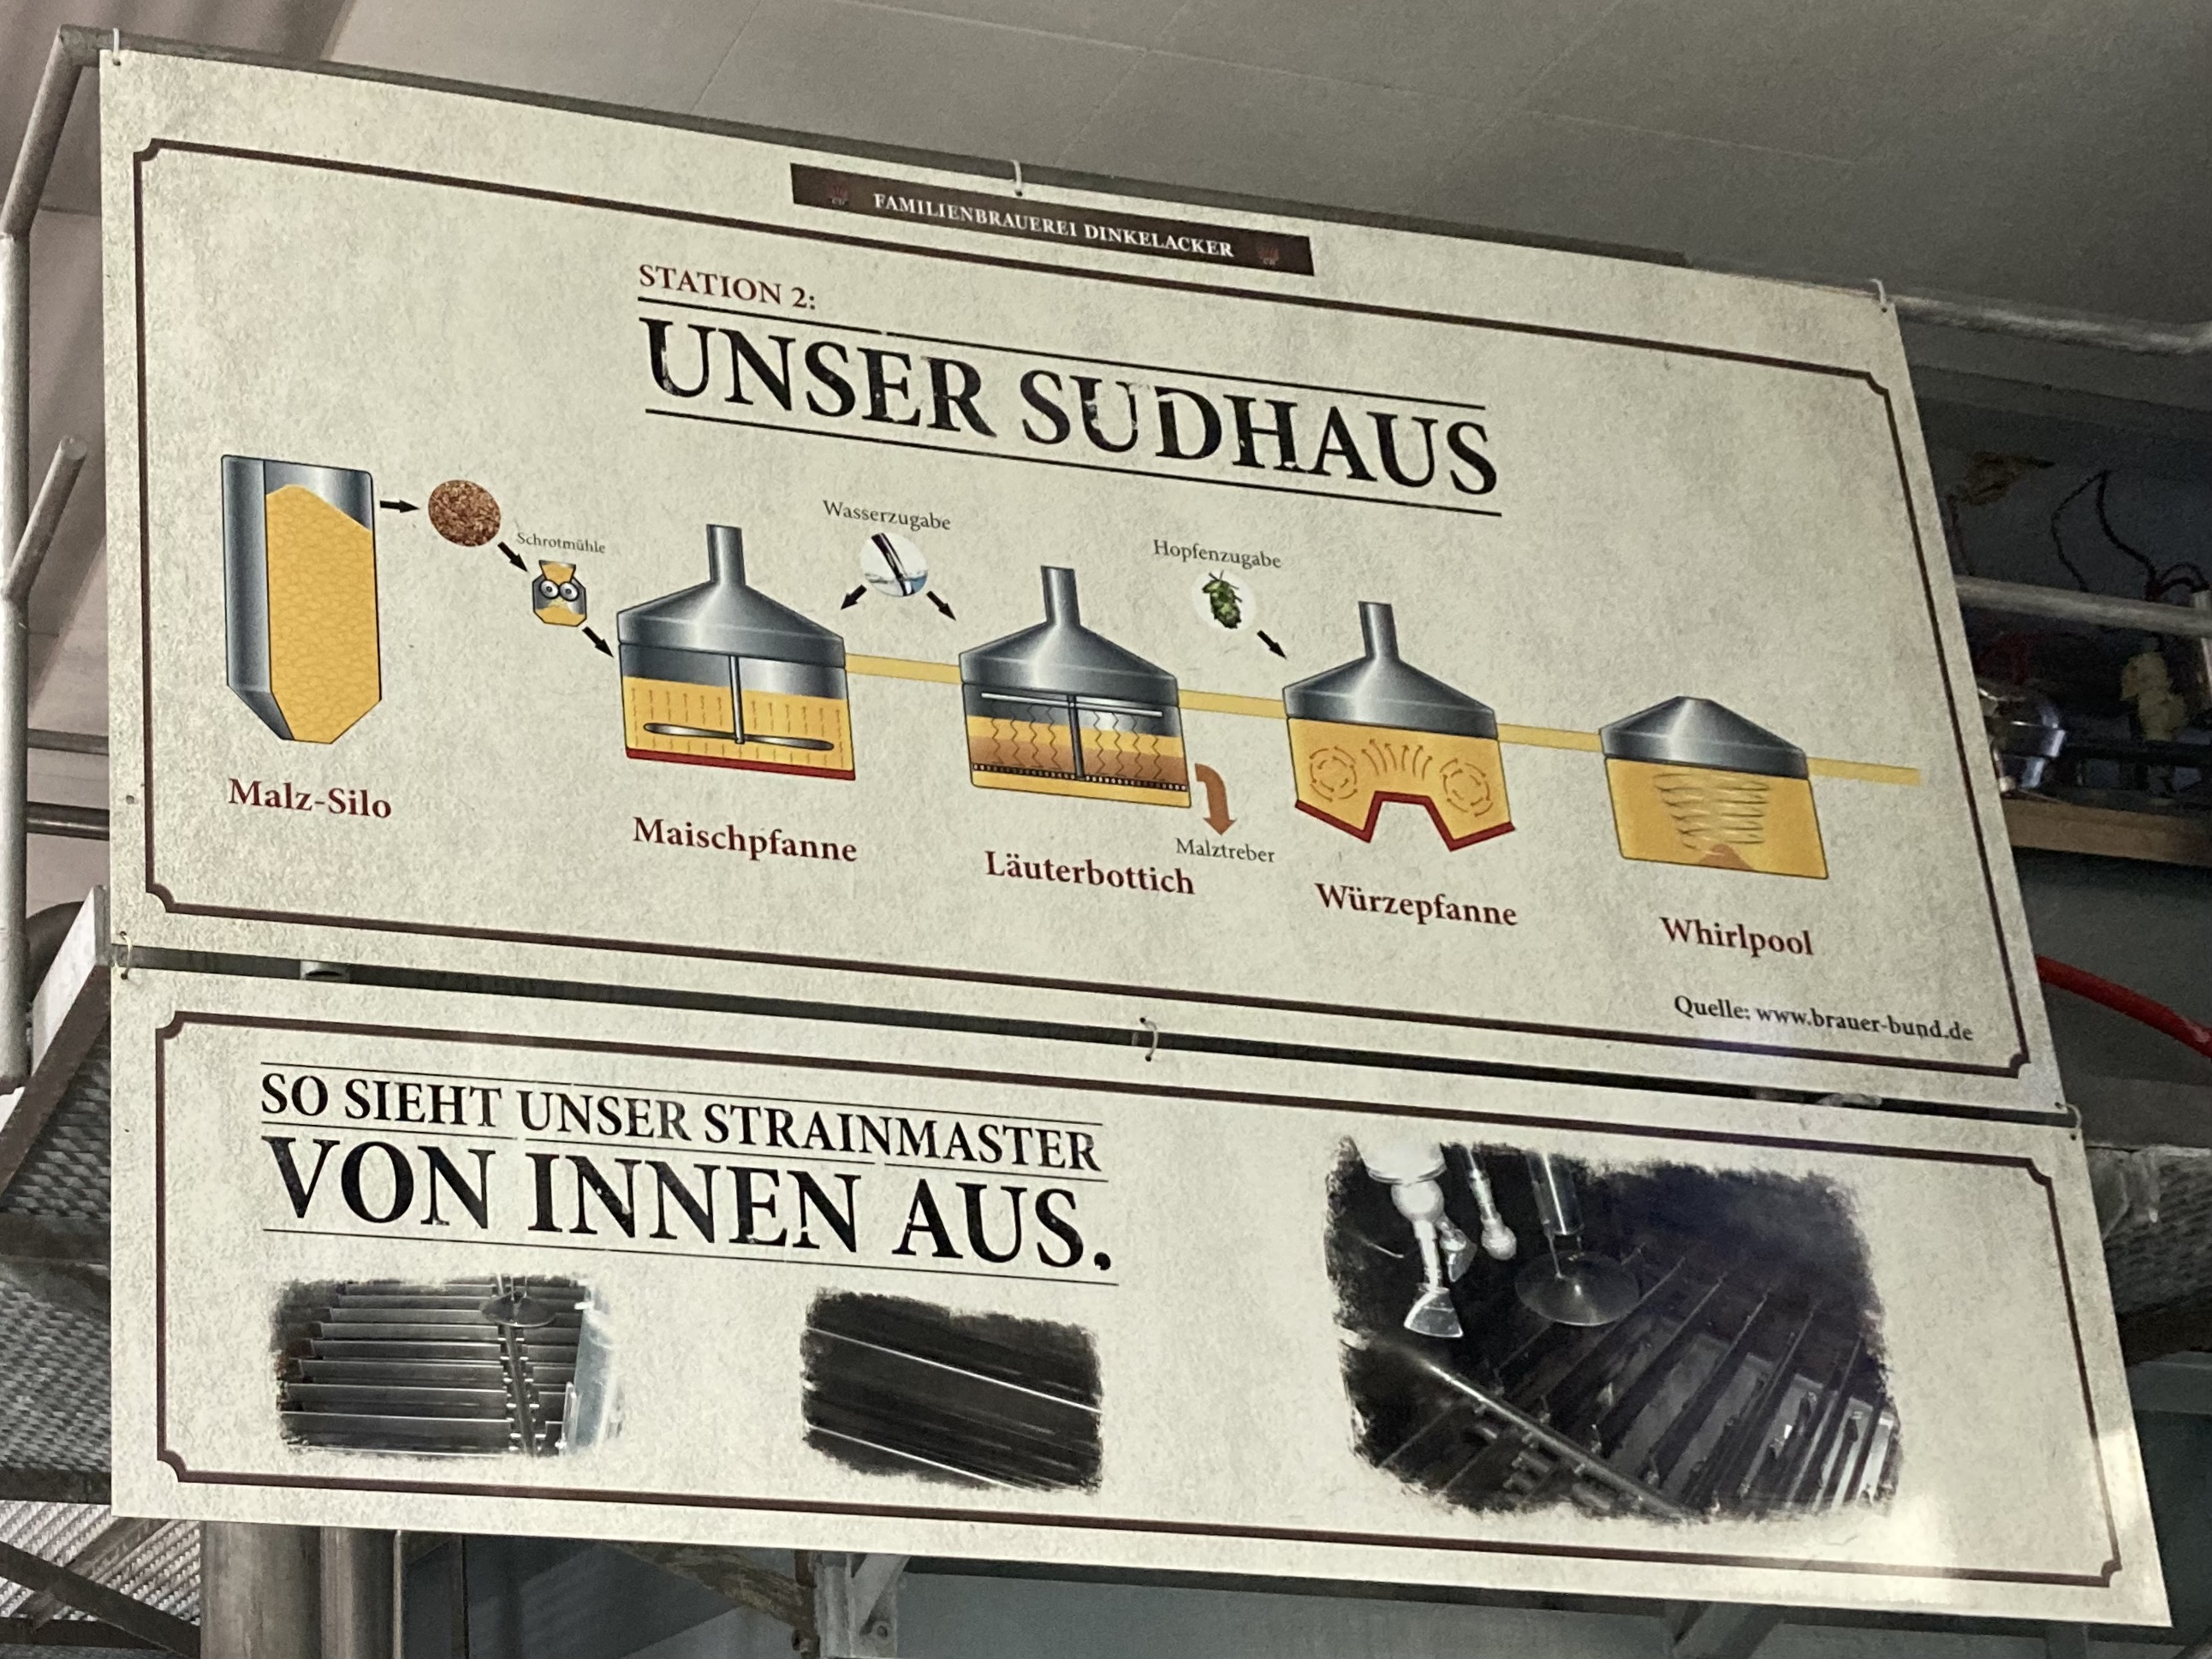 FAMILIENBRAUEREI DINKELACKER
STATION 2:
UNSER SUDHAUS
Wasserzugabe
Hopfenzugabe
Schrotmühle
Malz-Silo
Maischpfanne
Läuterbottich
Malztreber
Würzepfanne
Whirlpool
Quelle: www.brauer-bund.de
SO SIEHT UNSER STRAINMASTER
VON INNEN AUS.